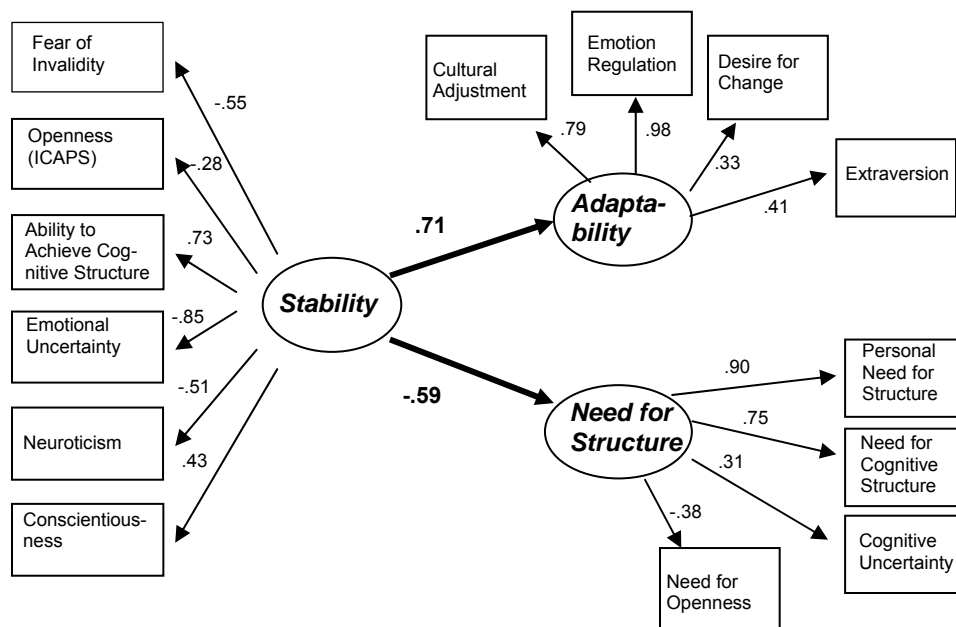 Fear of
Invalidity
-.55
Openness
(ICAPS)
-.28
Ability to
Achieve Cog-
nitive Structure
.73
Emotional
Uncertainty
-.85
Neuroticism
-.51
Conscientious-
ness
.43
Stability
.71
-.59
Cultural
Adjustment
.79
Emotion
Regulation
.98
Desire for
Change
.33
Extraversion
.41
Adapta-
bility
Need for
Structure
Personal
Need for
Structure
.90
Need for
Cognitive
Structure
.75
Cognitive
Uncertainty
.31
Need for
Openness
-.38